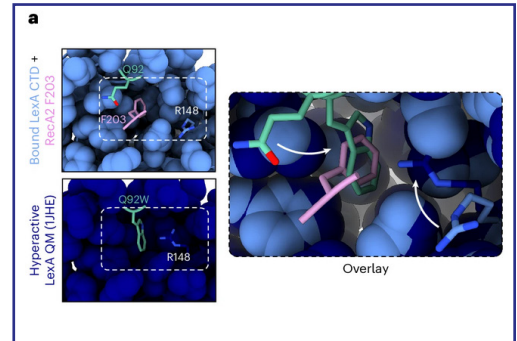 a
Bound LexA CTD +
RecA2 F203
Q92
F203
R148
Hyperactive
LexA QM (1JHE)
Q92W
R148
Overlay